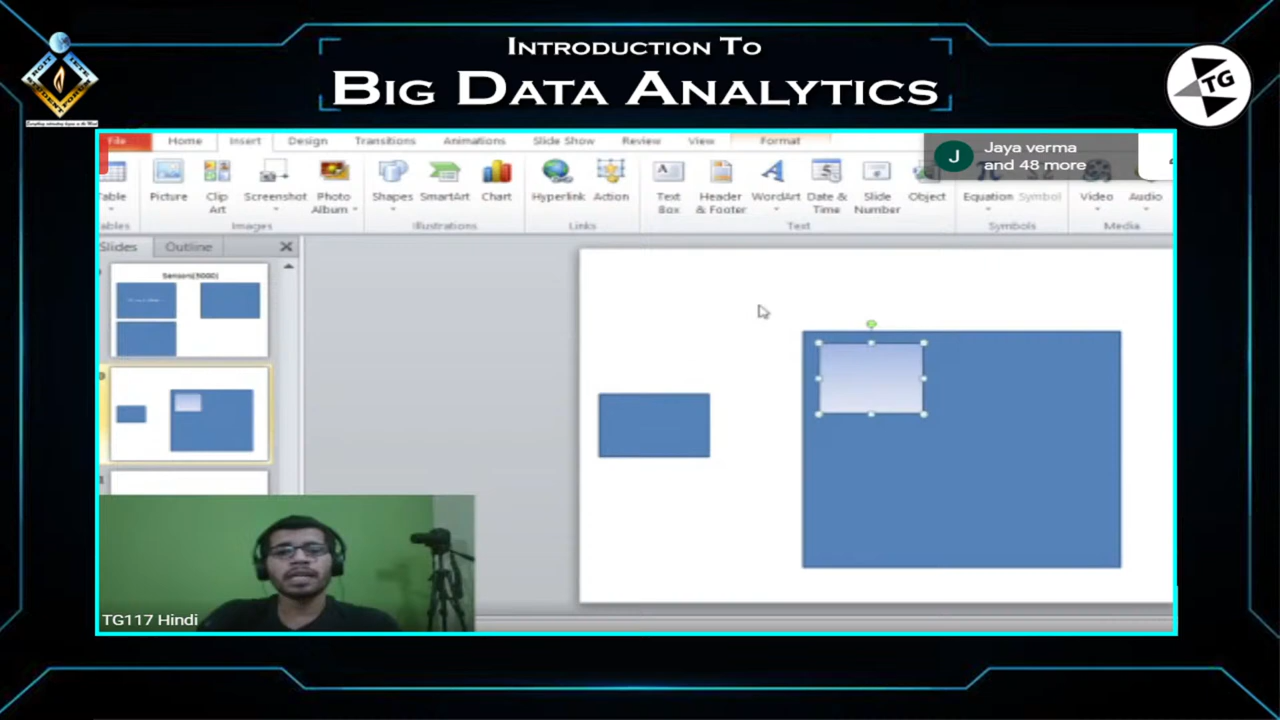 INTRODUCTION TO
BIG DATA ANALYTICS
TG
File Home Insert Design Transitions Animations Slide Show Review View Format
Jaya verma
and 48 more
J
Table Picture Clip Art Screenshot Photo Album Shapes SmartArt Chart Hyperlink Action Text Box Header & Footer WordArt Date & Time Slide Number Object Equation Symbol Video Audio
Images Illustrations Links Text Symbols Media
Slides Outline
Sensors(3000)
TG117 Hindi